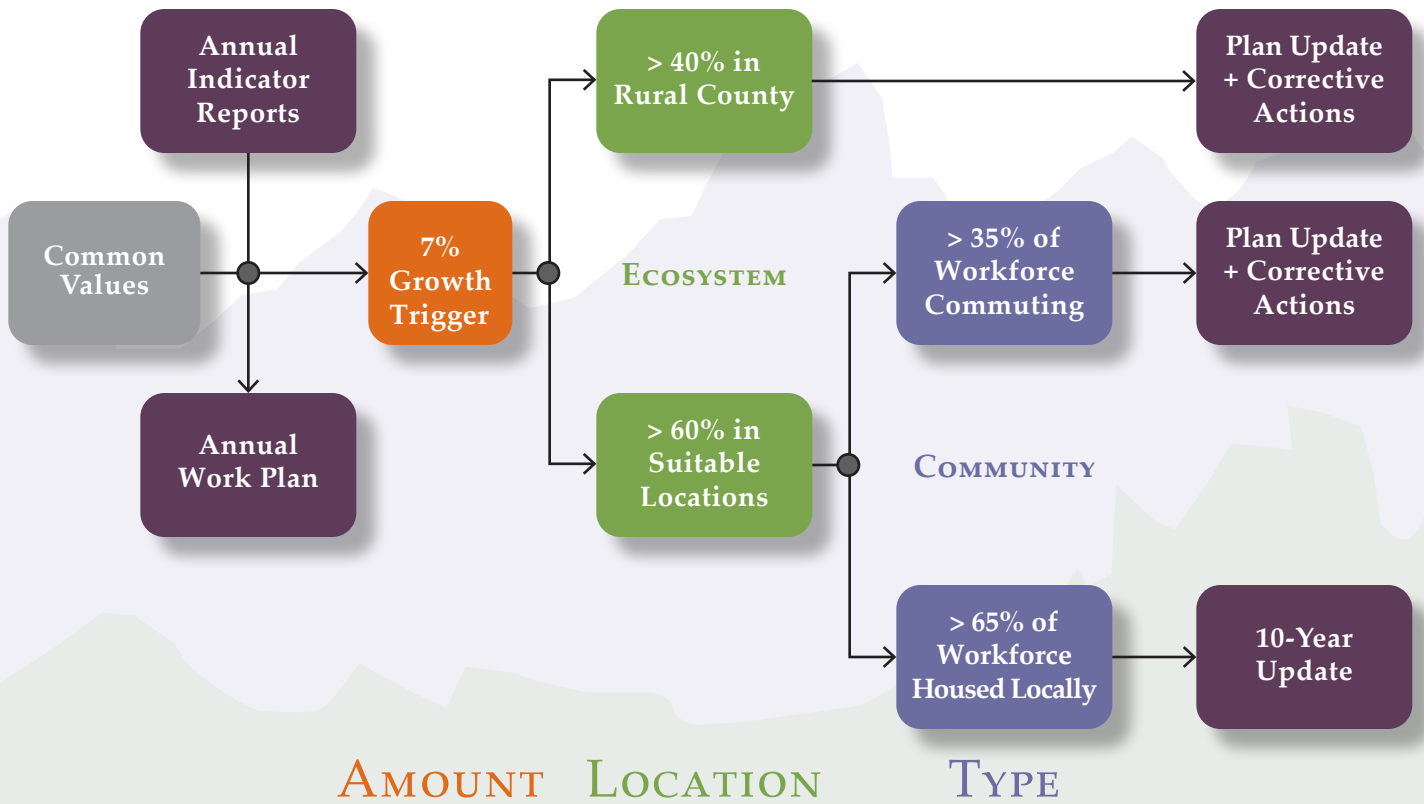 Annual
Indicator
Reports
> 40% in
Rural County
Plan Update
+ Corrective
Actions
Common
Values
7%
Growth
Trigger
Ecosystem
> 35% of
Workforce
Commuting
Plan Update
+ Corrective
Actions
Annual
Work Plan
> 60% in
Suitable
Locations
Community
> 65% of
Workforce
Housed Locally
10-Year
Update
Amount
Location
Type